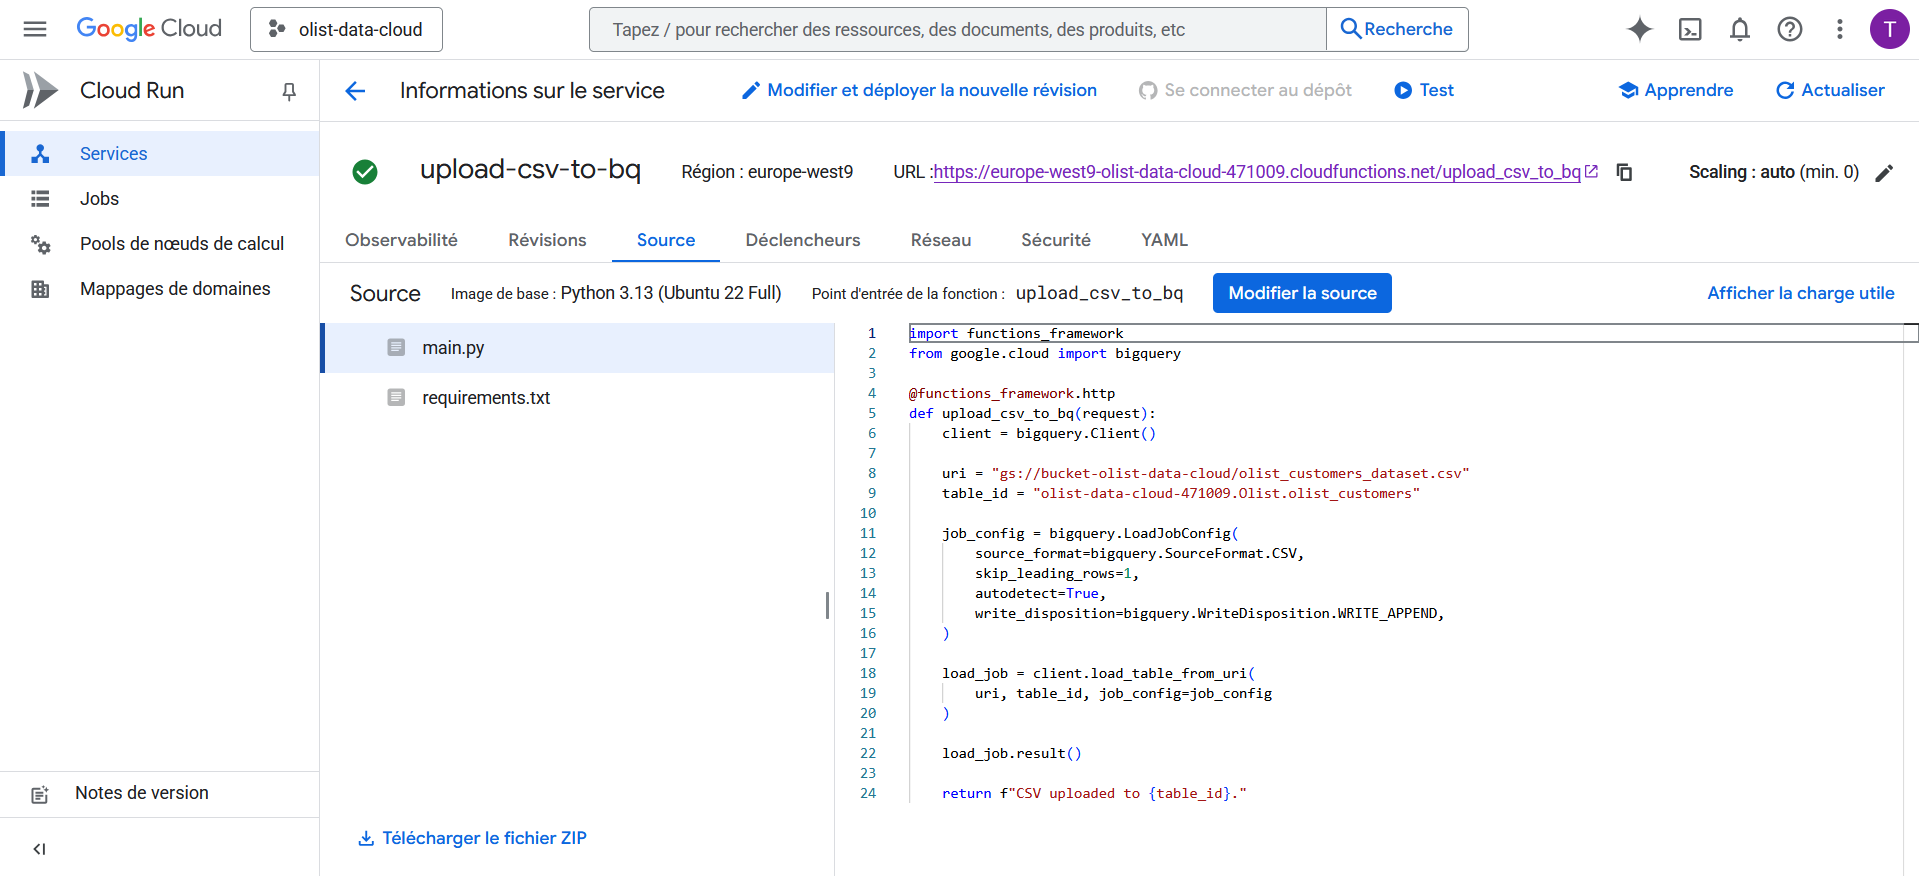 Google Cloud
olist-data-cloud
Tapez / pour rechercher des ressources, des documents, des produits, etc
Recherche
T
Cloud Run
Informations sur le service
Modifier et déployer la nouvelle révision
Se connecter au dépôt
Test
Apprendre
Actualiser
Services
Jobs
Pools de nœuds de calcul
Mappages de domaines
Notes de version
upload-csv-to-bq
Région : europe-west9
URL :https://europe-west9-olist-data-cloud-471009.cloudfunctions.net/upload_csv_to_bq
Scaling : auto (min. 0)
Observabilité
Révisions
Source
Déclencheurs
Réseau
Sécurité
YAML
Source
Image de base : Python 3.13 (Ubuntu 22 Full)
Point d'entrée de la fonction : upload_csv_to_bq
Modifier la source
Afficher la charge utile
main.py
requirements.txt
Télécharger le fichier ZIP
1 import functions_framework
2 from google.cloud import bigquery
3
4 @functions_framework.http
5 def upload_csv_to_bq(request):
6 client = bigquery.Client()
7
8 uri = "gs://bucket-olist-data-cloud/olist_customers_dataset.csv"
9 table_id = "olist-data-cloud-471009.Olist.olist_customers"
10
11 job_config = bigquery.LoadJobConfig(
12 source_format=bigquery.SourceFormat.CSV,
13 skip_leading_rows=1,
14 autodetect=True,
15 write_disposition=bigquery.WriteDisposition.WRITE_APPEND,
16 )
17
18 load_job = client.load_table_from_uri(
19 uri, table_id, job_config=job_config
20 )
21
22 load_job.result()
23
24 return f"CSV uploaded to {table_id}."